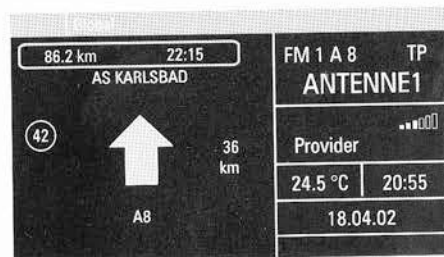 86.2 km 22:15
AS KARLSBAD
42
36
km
A8
FM 1 A 8 TP
ANTENNE1
Provider
24.5 °C 20:55
18.04.02